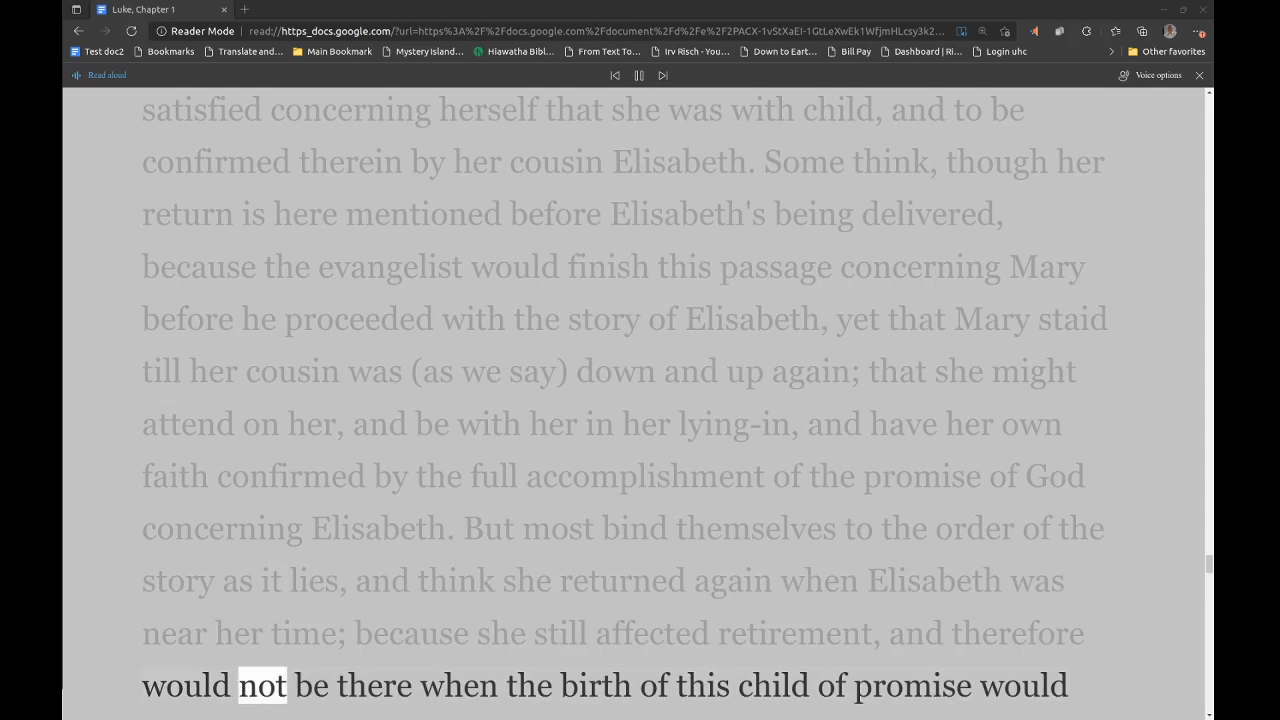 Luke, Chapter 1
Reader Mode read://https_docs.google.com/?url=https%3A%2F%2Fdocs.google.com%2Fdocument%2Fd%2Fe%2F2PACX-1vStXaEI-1GtLeXwEk1WfjmHLcsy3k2...
Test doc2 Bookmarks Translate and... Main Bookmark Mystery Island... Hiawatha Bibl... From Text To... Irv Risch - You... Down to Eart... Bill Pay Dashboard | Ri... Login uhc Other favorites
Read aloud Voice options
satisfied concerning herself that she was with child, and to be
confirmed therein by her cousin Elisabeth. Some think, though her
return is here mentioned before Elisabeth's being delivered,
because the evangelist would finish this passage concerning Mary
before he proceeded with the story of Elisabeth, yet that Mary staid
till her cousin was (as we say) down and up again; that she might
attend on her, and be with her in her lying-in, and have her own
faith confirmed by the full accomplishment of the promise of God
concerning Elisabeth. But most bind themselves to the order of the
story as it lies, and think she returned again when Elisabeth was
near her time; because she still affected retirement, and therefore
would not be there when the birth of this child of promise would